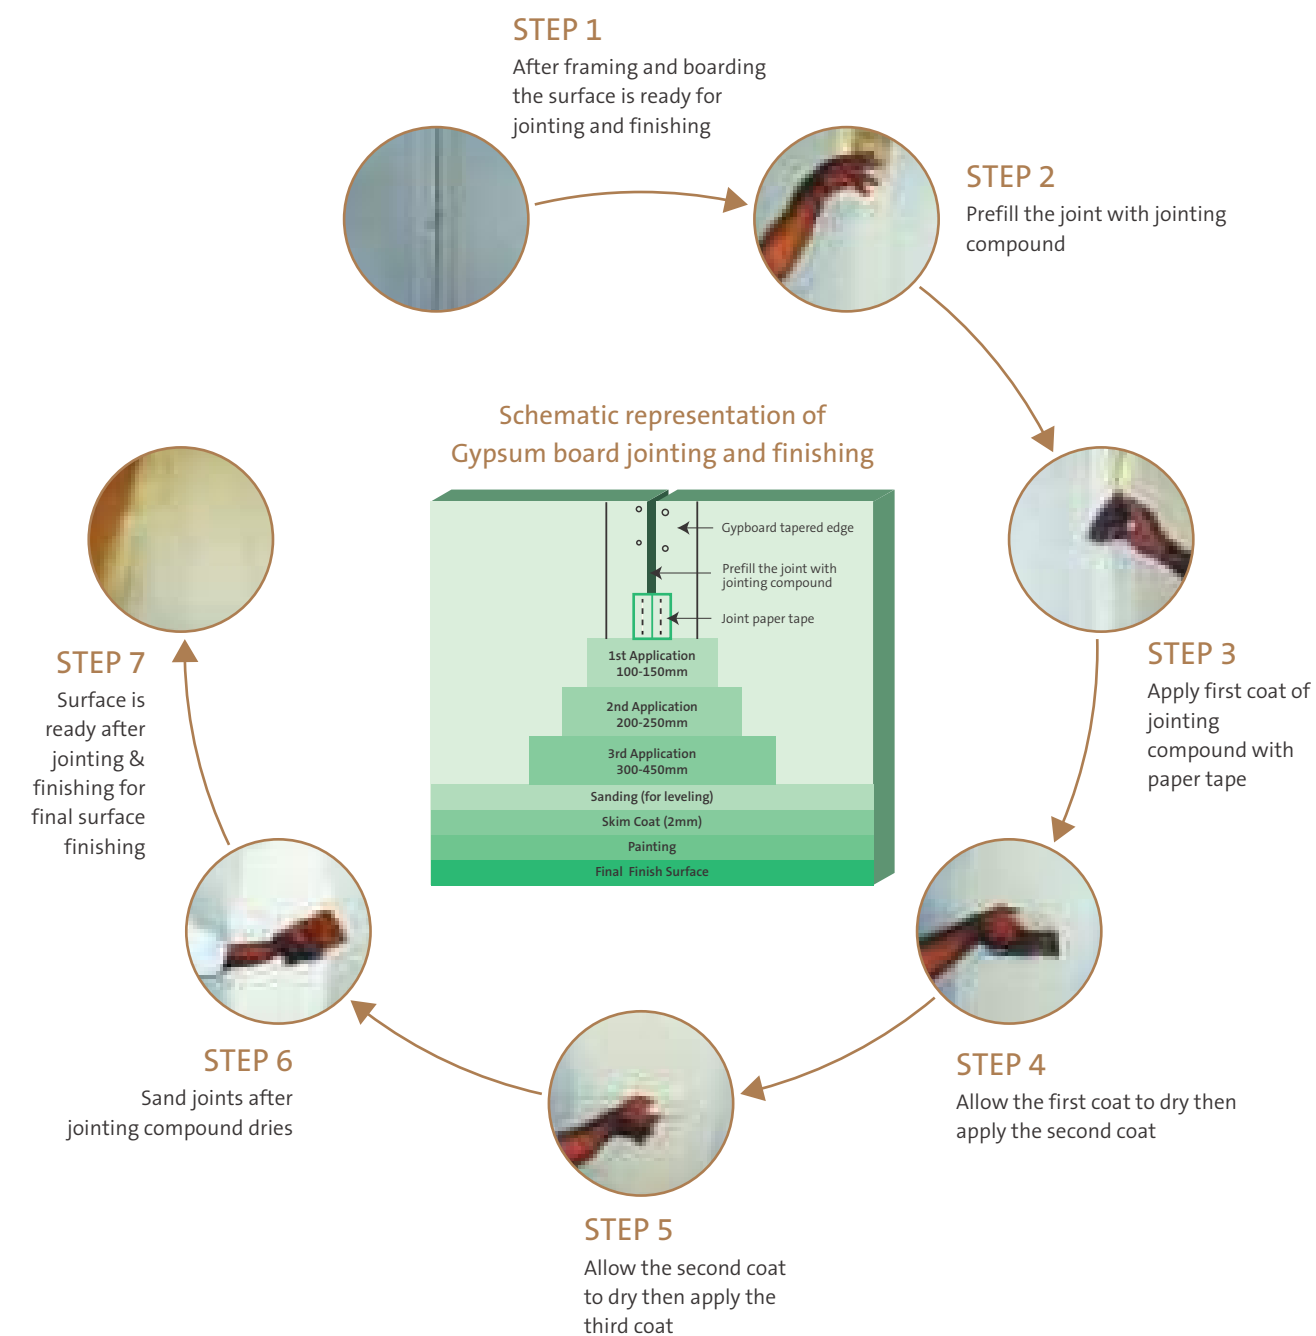 STEP 1
After framing and boarding
the surface is ready for
jointing and finishing
STEP 2
Prefill the joint with jointing
compound
Schematic representation of
Gypsum board jointing and finishing
Gypboard tapered edge
Prefill the joint with
jointing compound
Joint paper tape
1st Application
100-150mm
2nd Application
200-250mm
3rd Application
300-450mm
Sanding (for leveling)
Skim Coat (2mm)
Painting
Final Finish Surface
STEP 3
Apply first coat of
jointing
compound with
paper tape
STEP 4
Allow the first coat to dry then
apply the second coat
STEP 5
Allow the second coat
to dry then apply the
third coat
STEP 6
Sand joints after
jointing compound dries
STEP 7
Surface is
ready after
jointing &
finishing for
final surface
finishing